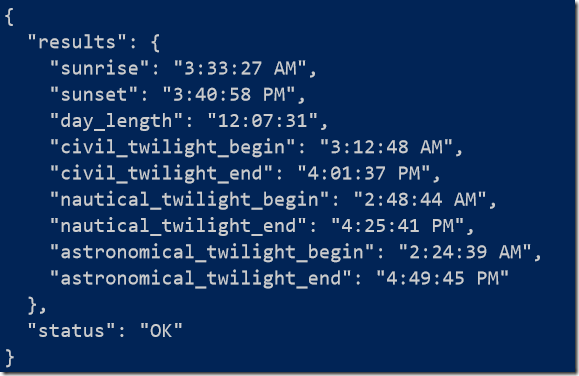 {
  "results": {
    "sunrise": "3:33:27 AM",
    "sunset": "3:40:58 PM",
    "day_length": "12:07:31",
    "civil_twilight_begin": "3:12:48 AM",
    "civil_twilight_end": "4:01:37 PM",
    "nautical_twilight_begin": "2:48:44 AM",
    "nautical_twilight_end": "4:25:41 PM",
    "astronomical_twilight_begin": "2:24:39 AM",
    "astronomical_twilight_end": "4:49:45 PM"
  },
  "status": "OK"
}